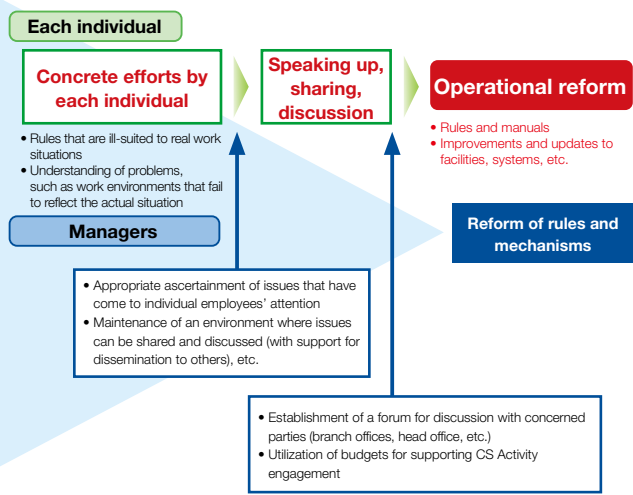 Each individual
Concrete efforts by
each individual
Speaking up,
sharing,
discussion
Operational reform
• Rules that are ill-suited to real work
situations
• Understanding of problems,
such as work environments that fail
to reflect the actual situation
• Rules and manuals
• Improvements and updates to
facilities, systems, etc.
Managers
Reform of rules and
mechanisms
• Appropriate ascertainment of issues that have
come to individual employees' attention
• Maintenance of an environment where issues
can be shared and discussed (with support for
dissemination to others), etc.
• Establishment of a forum for discussion with concerned
parties (branch offices, head office, etc.)
• Utilization of budgets for supporting CS Activity
engagement